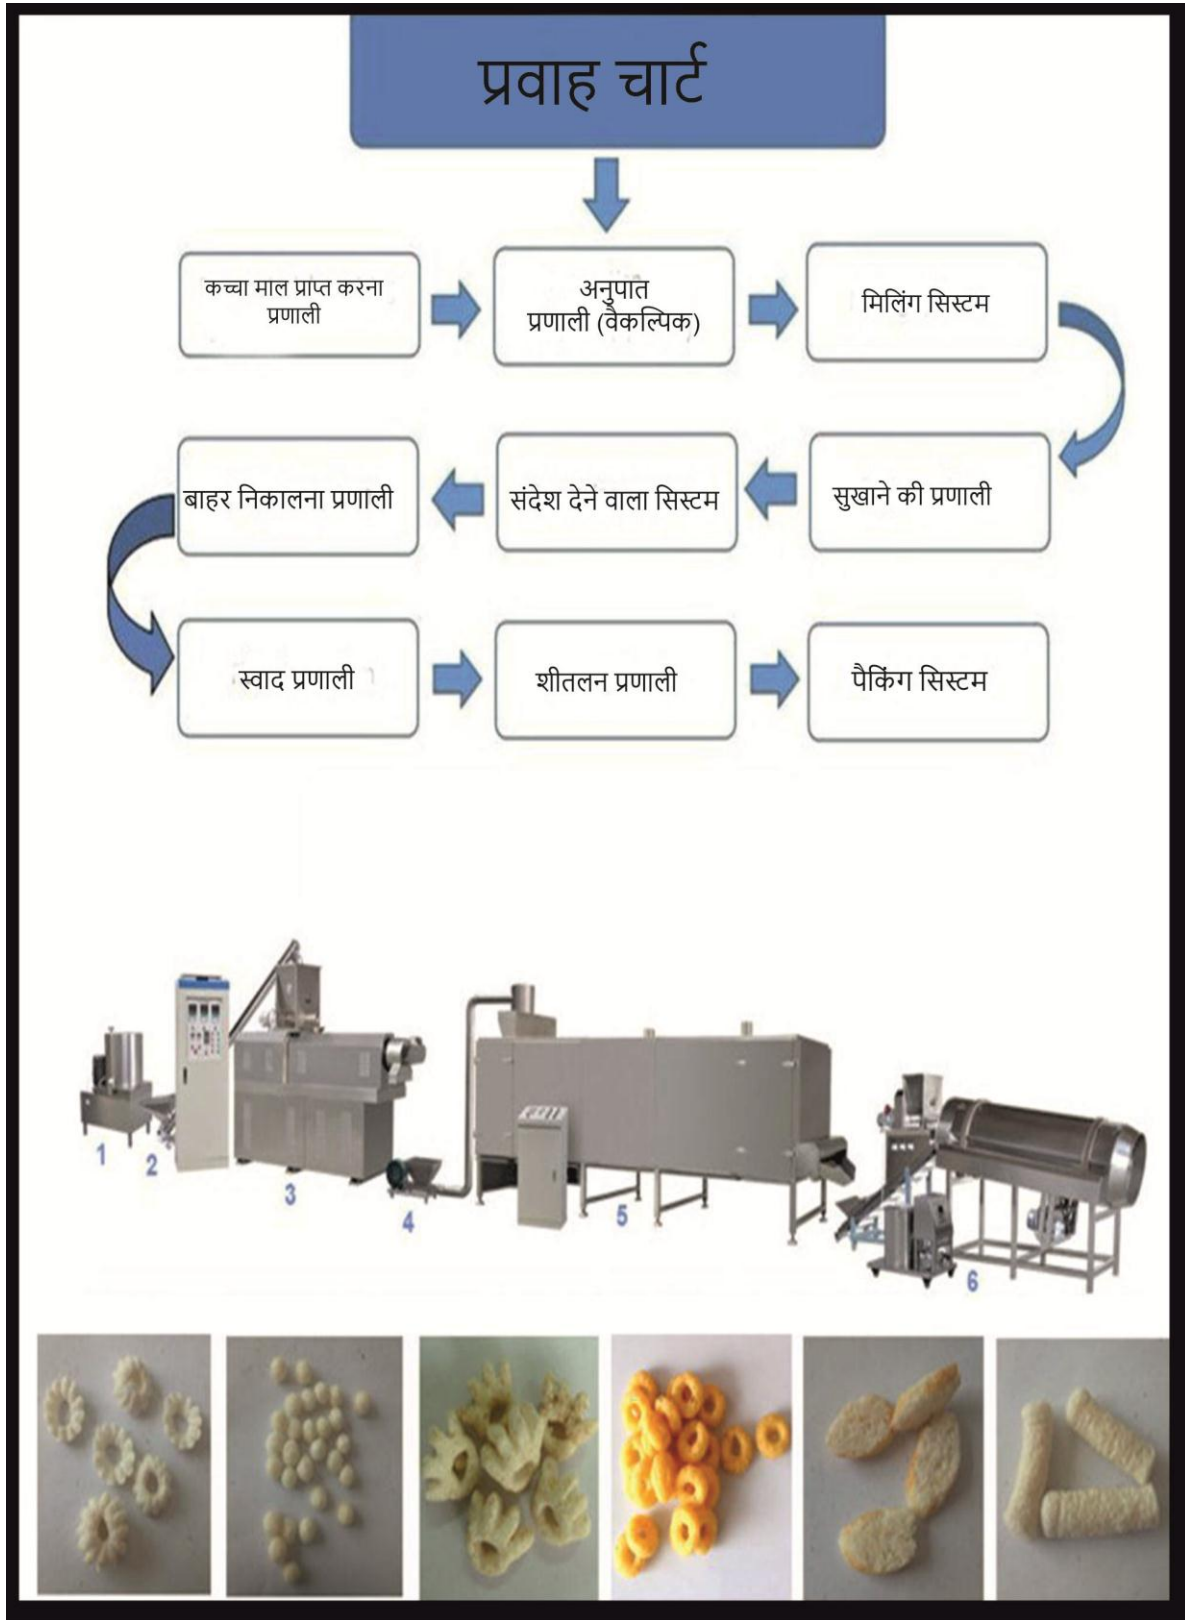 प्रवाह चार्ट
कच्चा माल प्राप्त करना
प्रणाली
अनुपात
प्रणाली (वैकल्पिक)
मिलिंग सिस्टम
सुखाने की प्रणाली
संदेश देने वाला सिस्टम
बाहर निकालना प्रणाली
स्वाद प्रणाली
शीतलन प्रणाली
पैकिंग सिस्टम
1
2
3
4
5
6